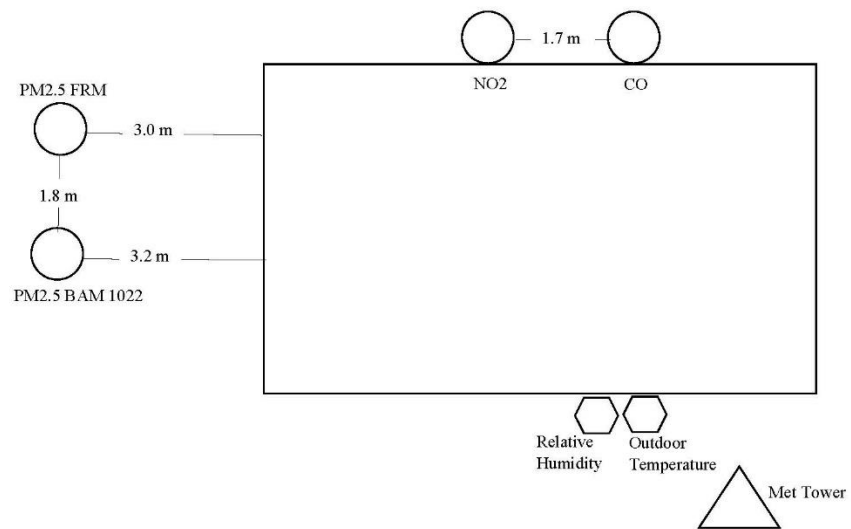 1.7 m
NO2
CO
PM2.5 FRM
3.0 m
1.8 m
3.2 m
PM2.5 BAM 1022
Relative
Humidity
Outdoor
Temperature
Met Tower